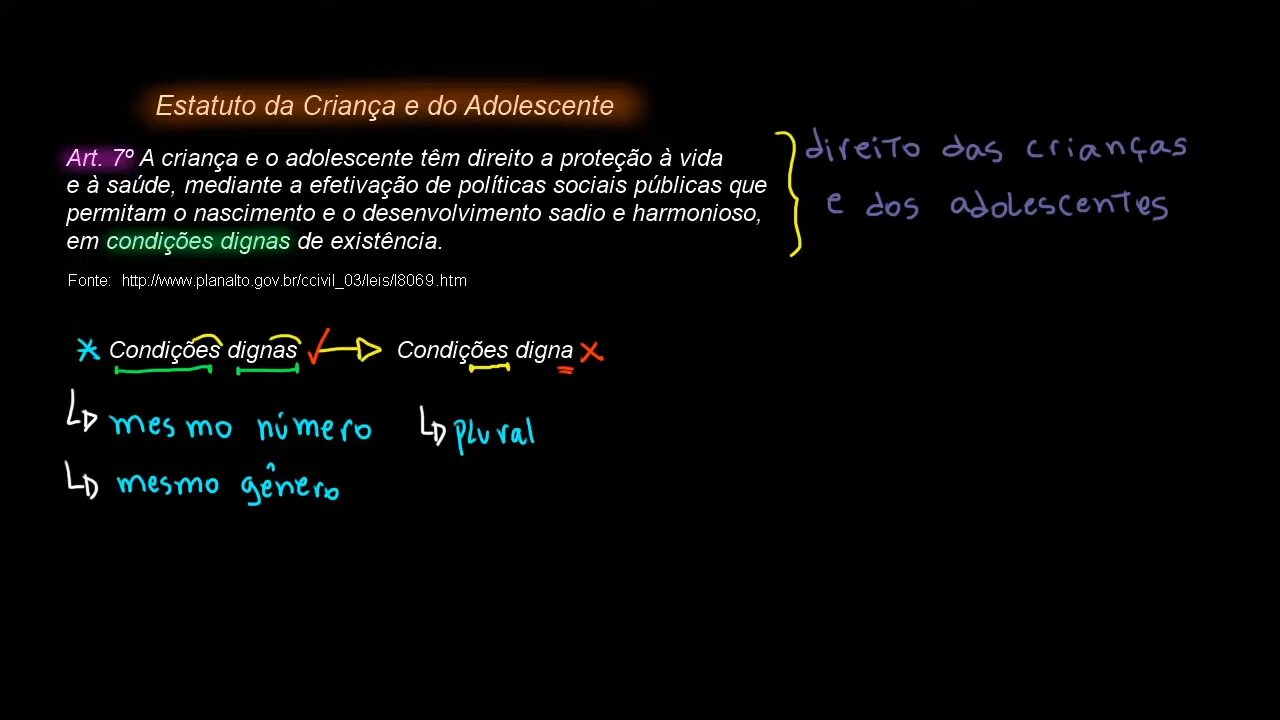 Estatuto da Criança e do Adolescente
Art. 7º A criança e o adolescente têm direito a proteção à vida
e à saúde, mediante a efetivação de políticas sociais públicas que
permitam o nascimento e o desenvolvimento sadio e harmonioso,
em condições dignas de existência.
Fonte: http://www.planalto.gov.br/ccivil_03/leis/l8069.htm
direito das crianças
e dos adolescentes
* Condições dignas ✓ Condições digna x
mesmo número plural
mesmo gênero